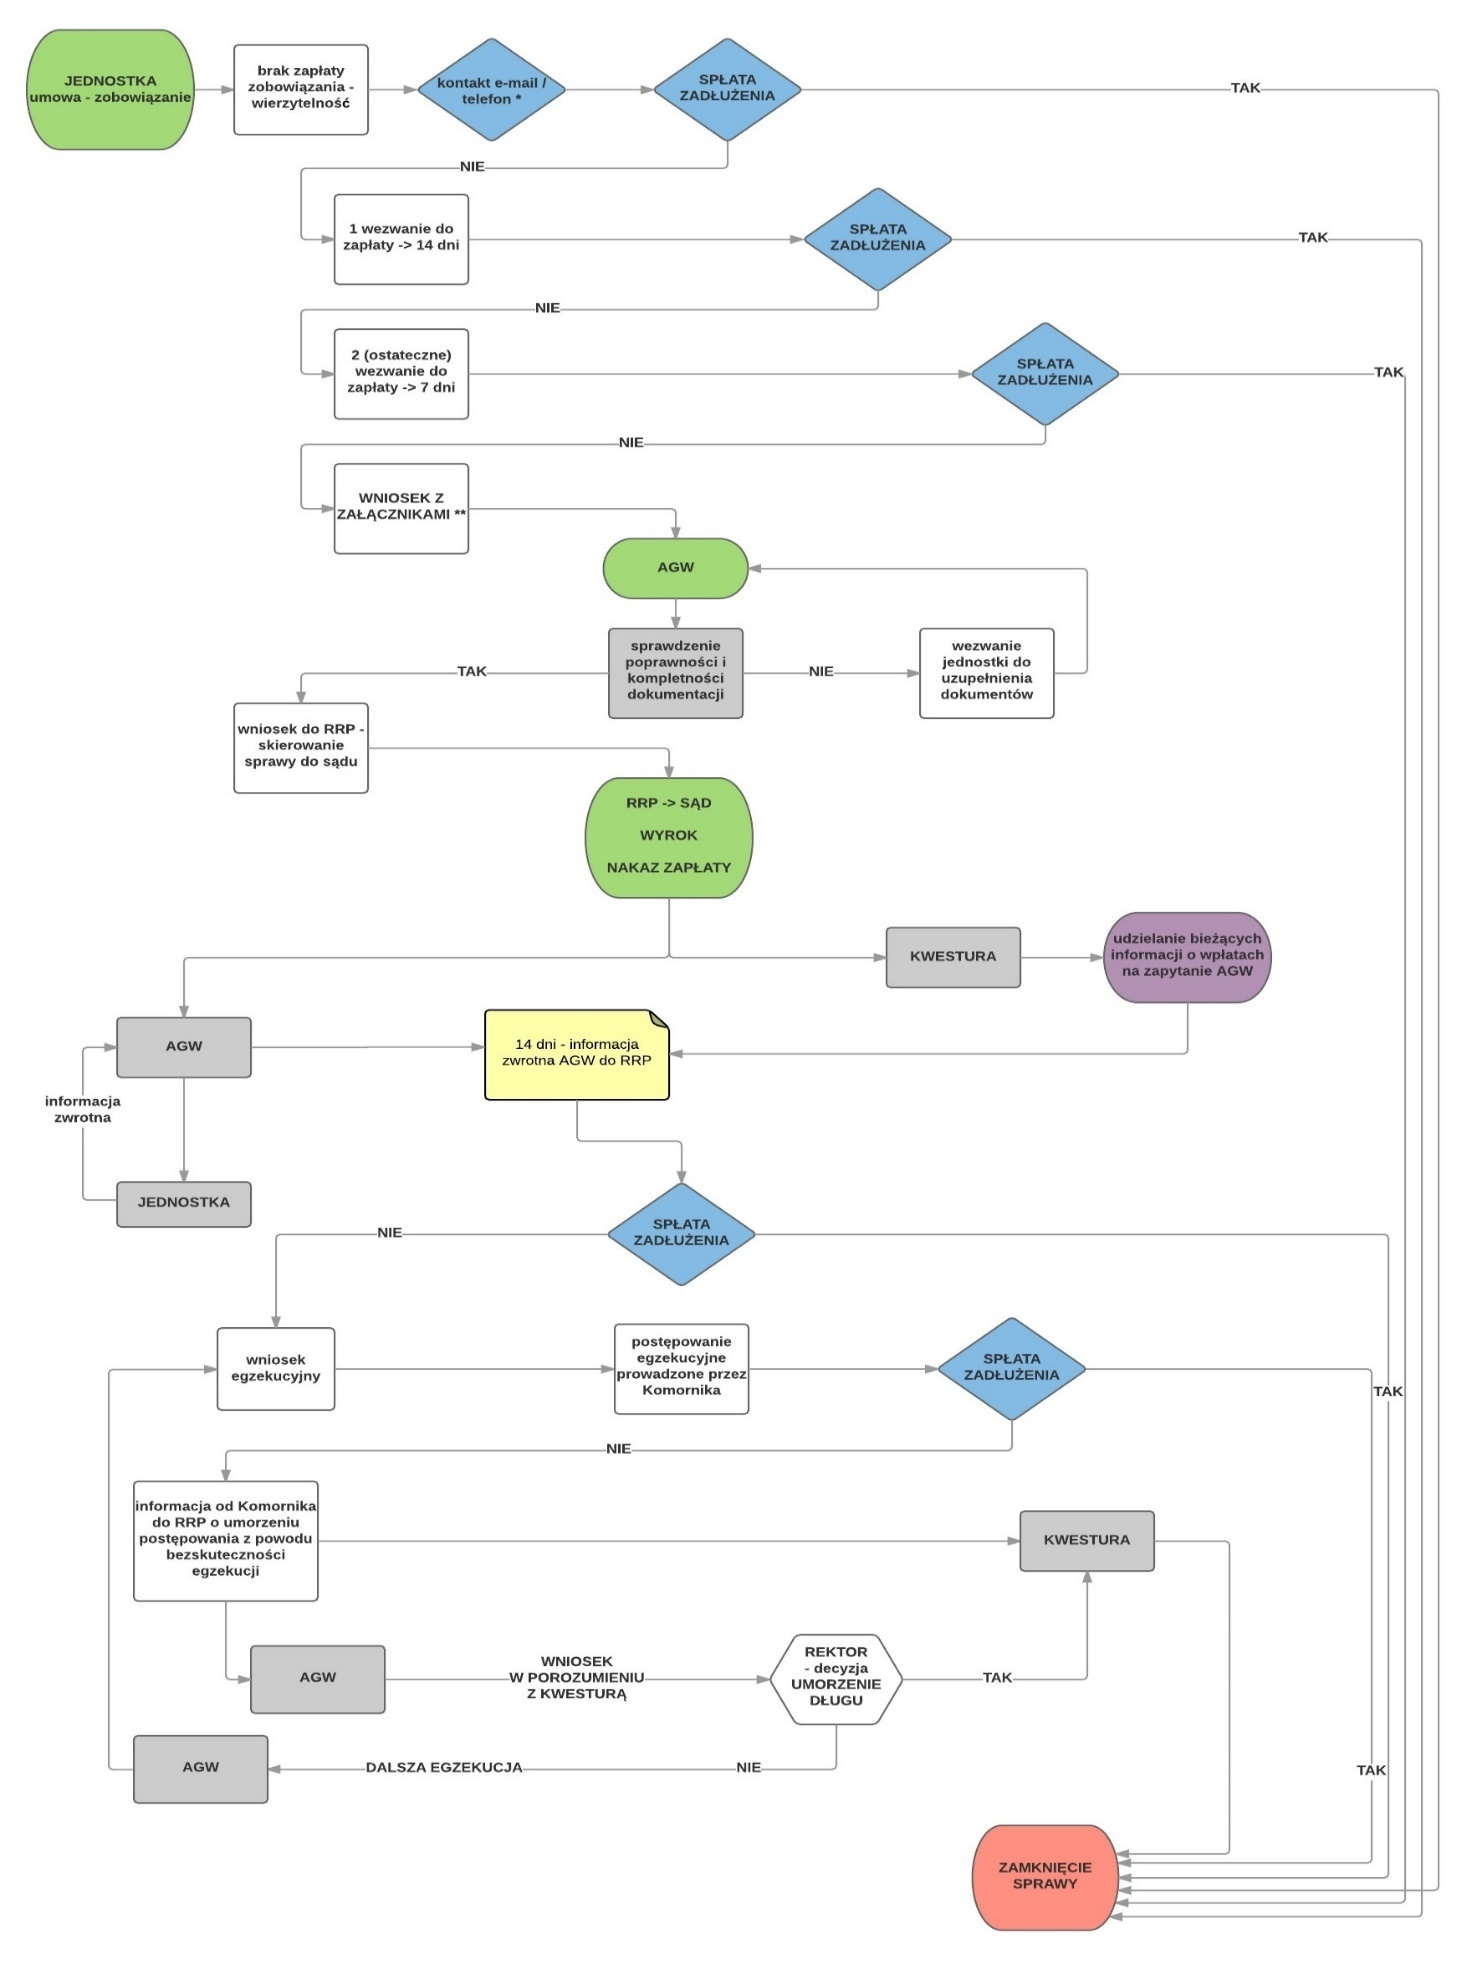 JEDNOSTKA
umowa - zobowiązanie
brak zapłaty
zobowiązania -
wierzytelność
kontakt e-mail /
telefon *
SPŁATA
ZADŁUŻENIA
TAK
NIE
1 wezwanie do
zapłaty -> 14 dni
SPŁATA
ZADŁUŻENIA
TAK
NIE
2 (ostateczne)
wezwanie do
zapłaty -> 7 dni
SPŁATA
ZADŁUŻENIA
TAK
NIE
WNIOSEK Z
ZAŁĄCZNIKAMI **
AGW
sprawdzenie
poprawności i
kompletności
dokumentacji
TAK
NIE
wezwanie
jednostki do
uzupełnienia
dokumentów
wniosek do RRP -
skierowanie
sprawy do sądu
RRP -> SĄD
WYROK
NAKAZ ZAPŁATY
KWESTURA
udzielanie bieżących
informacji o wpłatach
na zapytanie AGW
AGW
14 dni - informacja
zwrotna AGW do RRP
informacja
zwrotna
JEDNOSTKA
SPŁATA
ZADŁUŻENIA
NIE
wniosek
egzekucyjny
postępowanie
egzekucyjne
prowadzone przez
Komornika
SPŁATA
ZADŁUŻENIA
TAK
NIE
informacja od Komornika
do RRP o umorzeniu
postępowania z powodu
bezskuteczności
egzekucji
KWESTURA
AGW
WNIOSEK
W POROZUMIENIU
Z KWESTURĄ
REKTOR
- decyzja
UMORZENIE
DŁUGU
TAK
AGW
DALSZA EGZEKUCJA
NIE
TAK
ZAMKNIĘCIE
SPRAWY